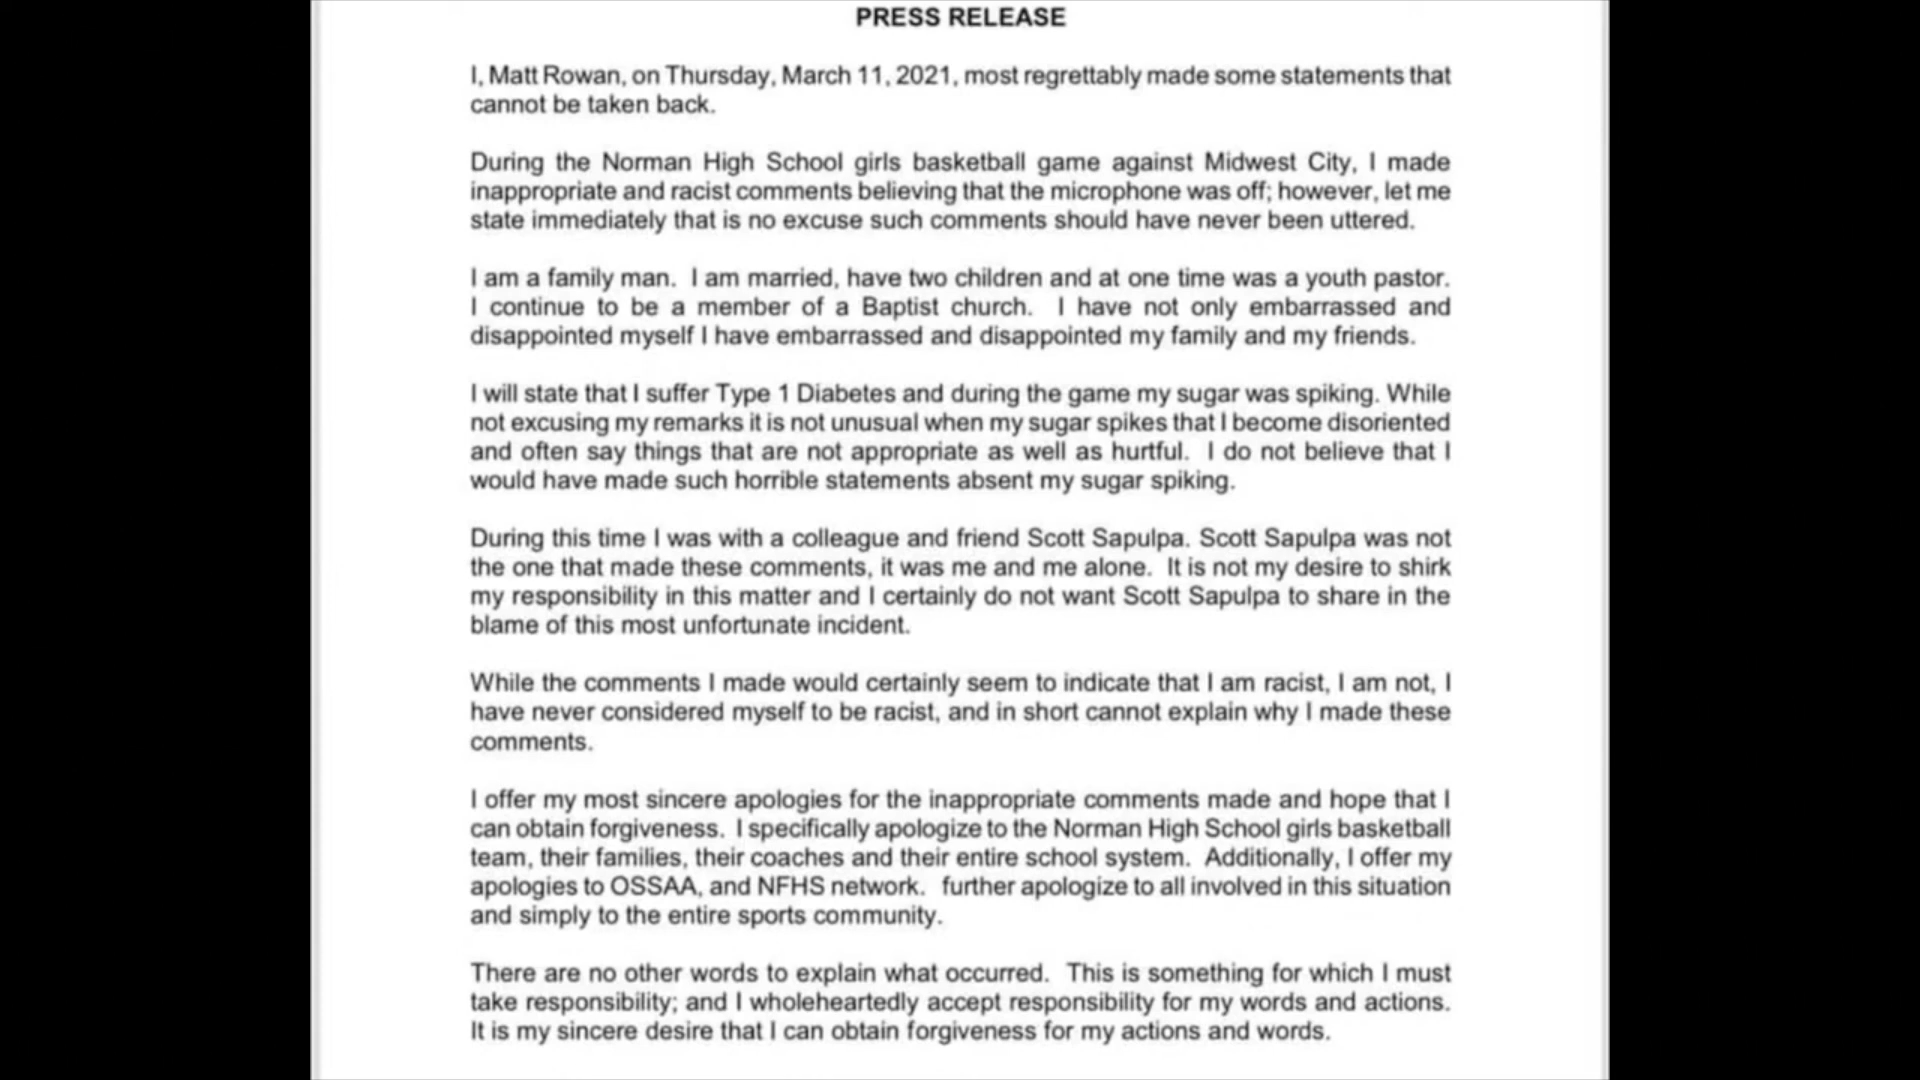 PRESS RELEASE
I, Matt Rowan, on Thursday, March 11, 2021, most regrettably made some statements that
cannot be taken back.
During the Norman High School girls basketball game against Midwest City, I made
inappropriate and racist comments believing that the microphone was off; however, let me
state immediately that is no excuse such comments should have never been uttered.
I am a family man. I am married, have two children and at one time was a youth pastor.
I continue to be a member of a Baptist church. I have not only embarrassed and
disappointed myself I have embarrassed and disappointed my family and my friends.
I will state that I suffer Type 1 Diabetes and during the game my sugar was spiking. While
not excusing my remarks it is not unusual when my sugar spikes that I become disoriented
and often say things that are not appropriate as well as hurtful. I do not believe that I
would have made such horrible statements absent my sugar spiking.
During this time I was with a colleague and friend Scott Sapulpa. Scott Sapulpa was not
the one that made these comments, it was me and me alone. It is not my desire to shirk
my responsibility in this matter and I certainly do not want Scott Sapulpa to share in the
blame of this most unfortunate incident.
While the comments I made would certainly seem to indicate that I am racist, I am not, I
have never considered myself to be racist, and in short cannot explain why I made these
comments.
I offer my most sincere apologies for the inappropriate comments made and hope that I
can obtain forgiveness. I specifically apologize to the Norman High School girls basketball
team, their families, their coaches and their entire school system. Additionally, I offer my
apologies to OSSAA, and NFHS network. further apologize to all involved in this situation
and simply to the entire sports community.
There are no other words to explain what occurred. This is something for which I must
take responsibility; and I wholeheartedly accept responsibility for my words and actions.
It is my sincere desire that I can obtain forgiveness for my actions and words.